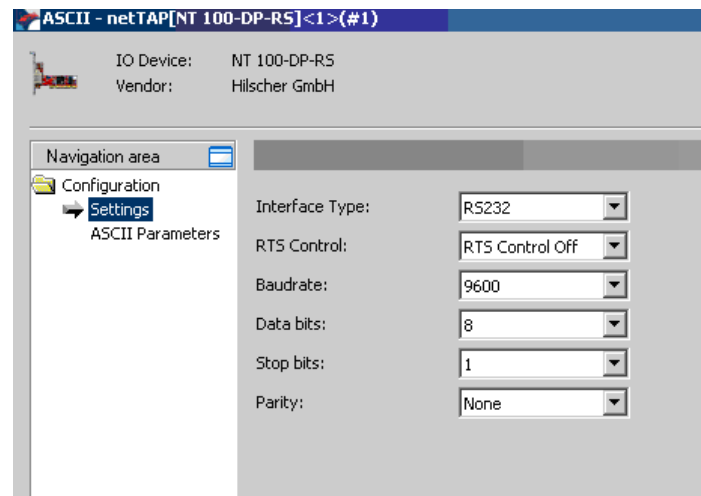 ASCII - netTAP[NT 100-DP-RS]<1>(#1)
IO Device: NT 100-DP-RS
Vendor: Hilscher GmbH
Navigation area
Configuration
Settings
ASCII Parameters
Interface Type: RS232
RTS Control: RTS Control Off
Baudrate: 9600
Data bits: 8
Stop bits: 1
Parity: None